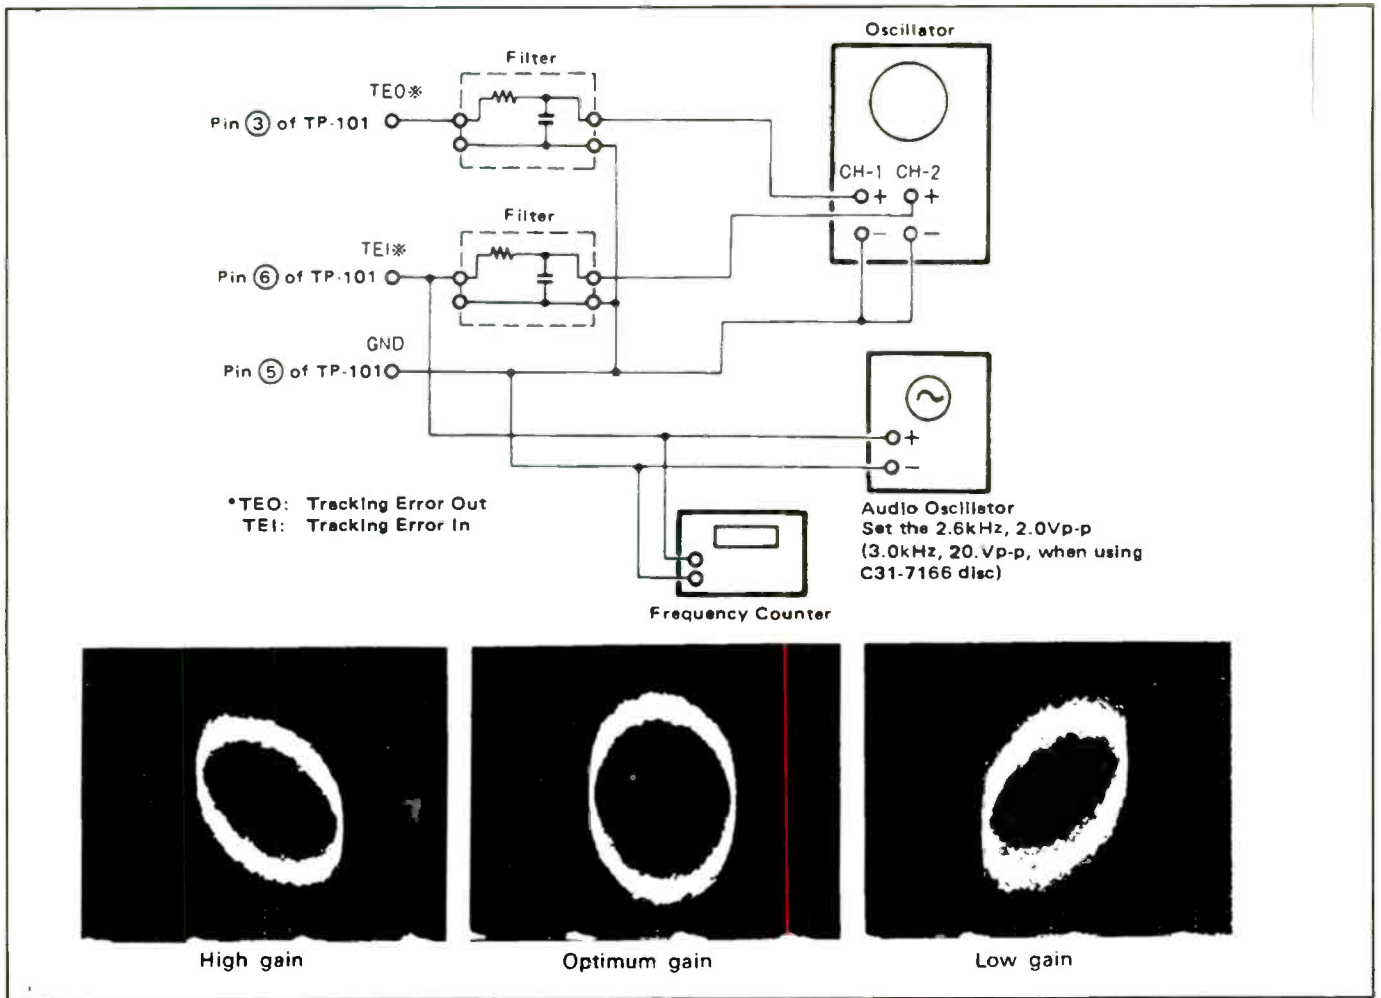 Oscillator
Filter
TEO※
Pin ③ of TP-101
CH-1 CH-2
+ +
- -
Filter
TEI※
Pin ⑥ of TP-101
GND
Pin ⑤ of TP-101
+
-
*TEO: Tracking Error Out
TEI: Tracking Error In
Audio Oscillator
Set the 2.6kHz, 2.0Vp-p
(3.0kHz, 20.Vp-p, when using
C31-7166 disc)
Frequency Counter
High gain
Optimum gain
Low gain